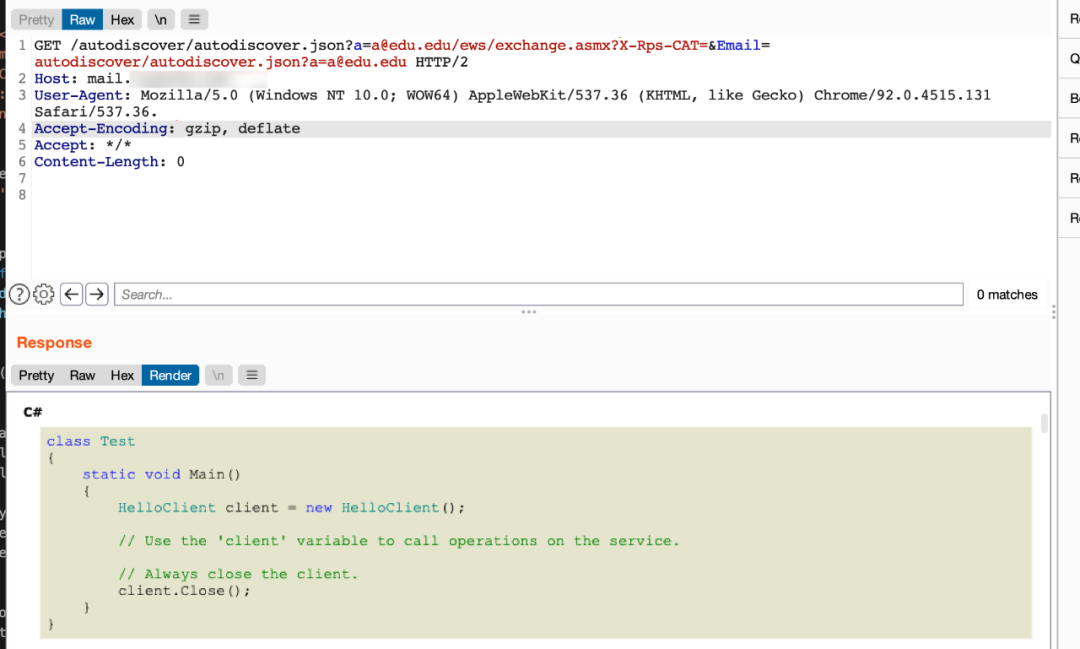 Pretty Raw Hex \n ≡
1 GET /autodiscover/autodiscover.json?a=a@edu.edu/ews/exchange.asmx?X-Rps-CAT=&Email=
autodiscover/autodiscover.json?a=a@edu.edu HTTP/2
2 Host: mail.
3 User-Agent: Mozilla/5.0 (Windows NT 10.0; WOW64) AppleWebKit/537.36 (KHTML, like Gecko) Chrome/92.0.4515.131
Safari/537.36.
4 Accept-Encoding: gzip, deflate
5 Accept: */*
6 Content-Length: 0
7
8
? ← → Search... 0 matches
Response
Pretty Raw Hex Render \n ≡
C#
class Test
{
static void Main()
{
HelloClient client = new HelloClient();
// Use the 'client' variable to call operations on the service.
// Always close the client.
client.Close();
}
}